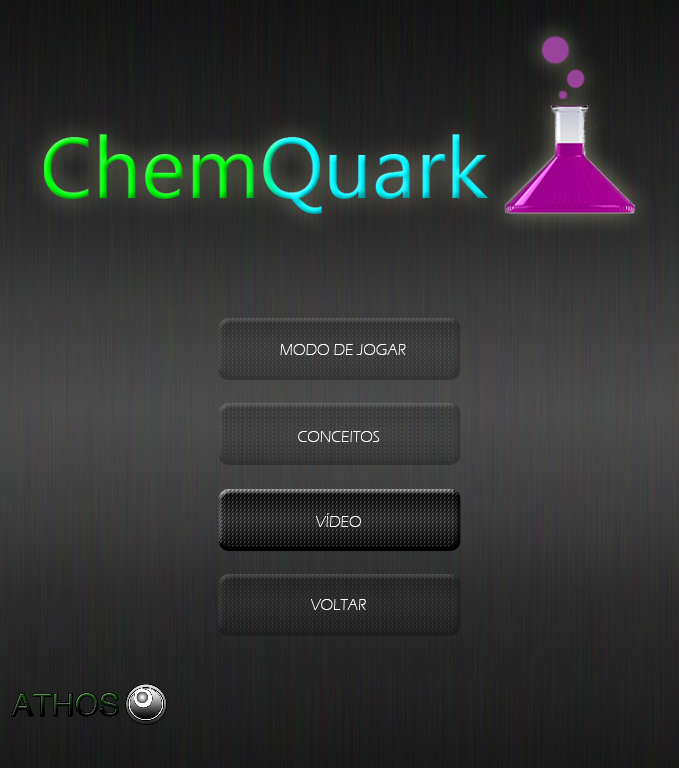 ChemQuark
MODO DE JOGAR
CONCEITOS
VÍDEO
VOLTAR
ATHOS